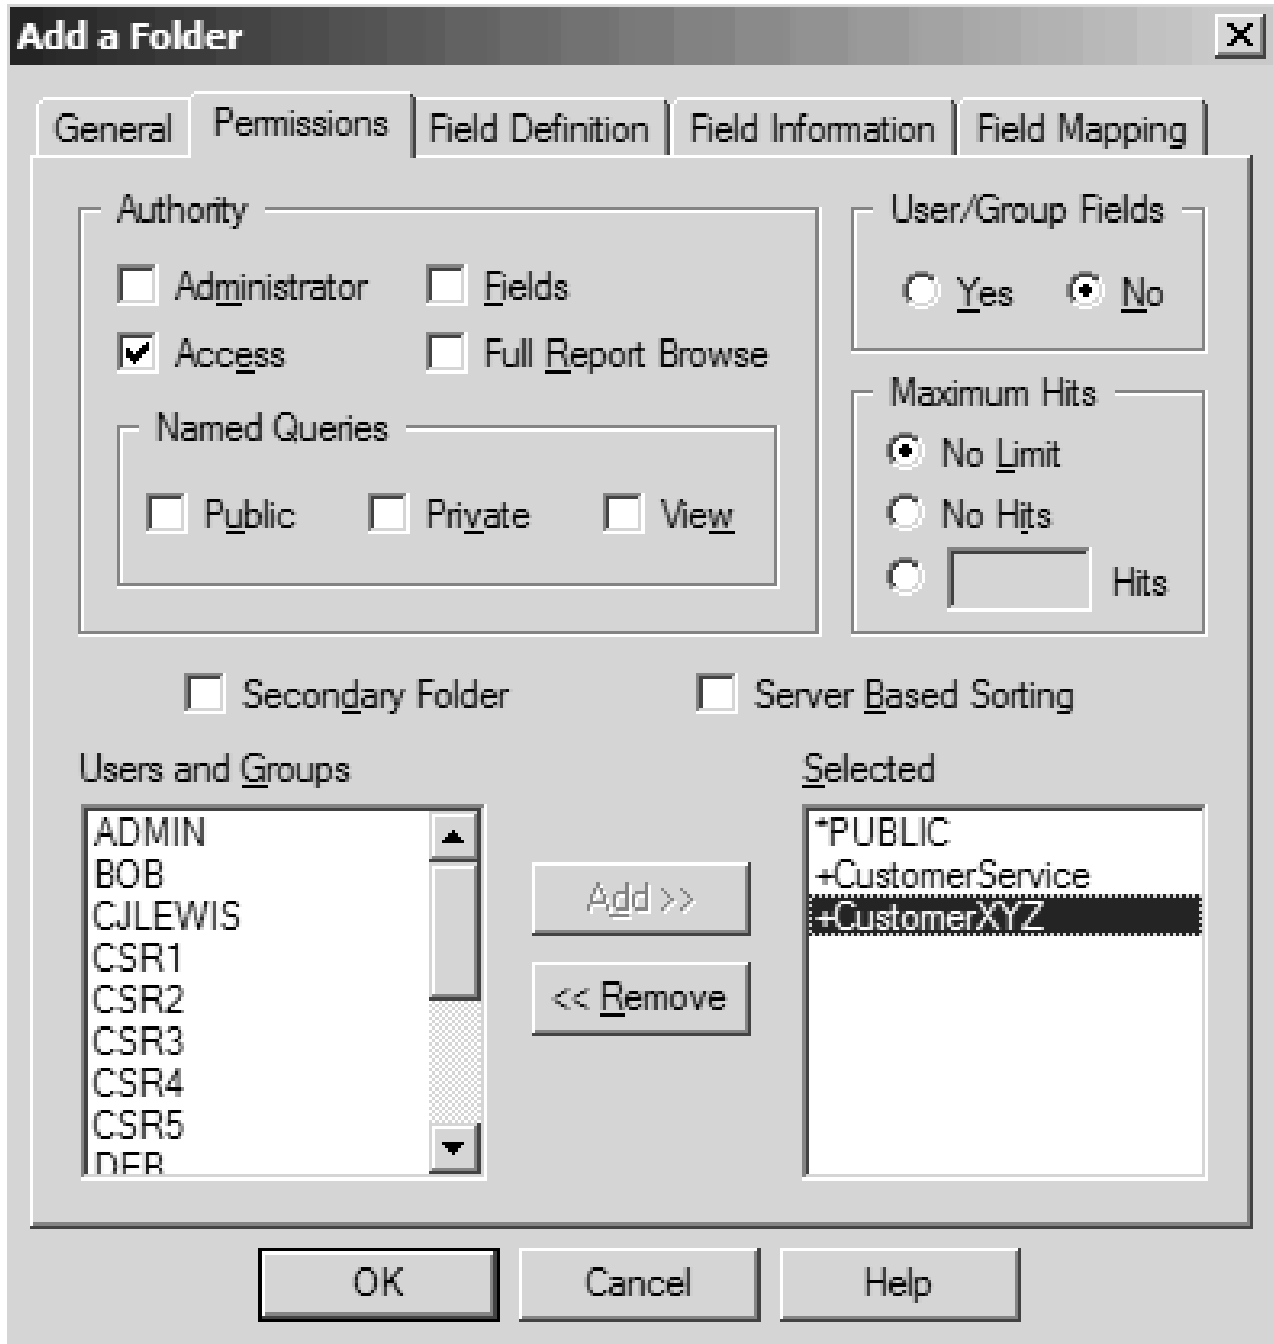 Add a Folder
General Permissions Field Definition Field Information Field Mapping
Authority
Administrator Fields
Access Full Report Browse
Named Queries
Public Private View
User/Group Fields
Yes No
Maximum Hits
No Limit
No Hits
Hits
Secondary Folder Server Based Sorting
Users and Groups
ADMIN
BOB
CJLEWIS
CSR1
CSR2
CSR3
CSR4
CSR5
Add >>
<< Remove
Selected
*PUBLIC
+CustomerService
+CustomerXYZ
OK Cancel Help